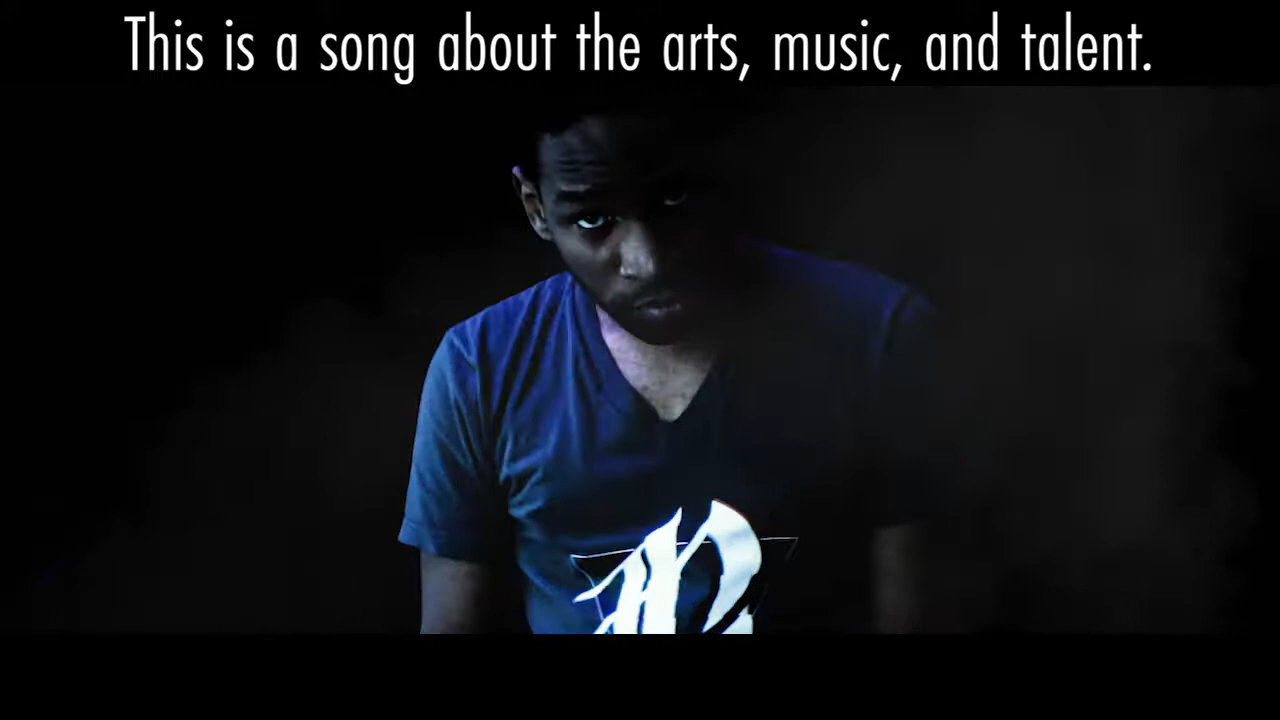 This is a song about the arts, music, and talent.